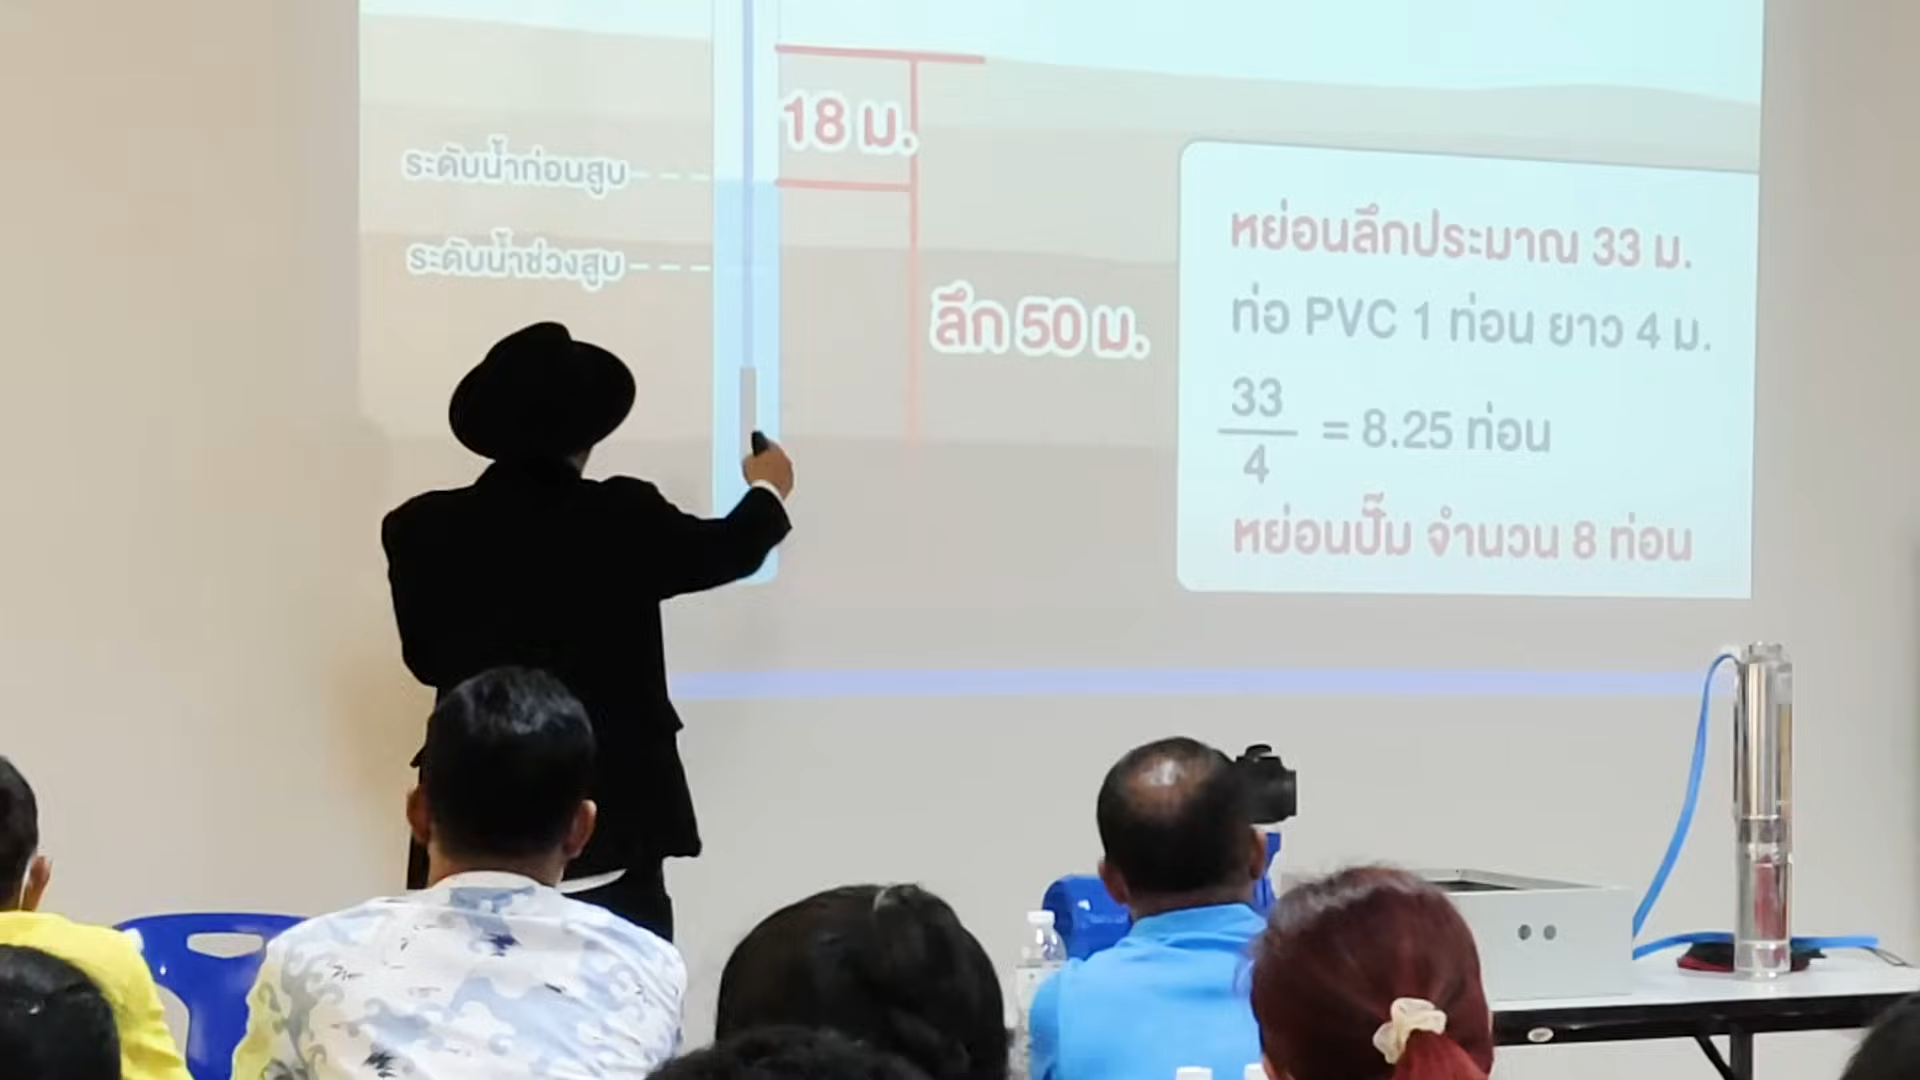 18 ม.
ระดับน้ำก่อนสูบ
ระดับน้ำช่วงสูบ
ลึก 50 ม.
หย่อนลึกประมาณ 33 ม.
ท่อ PVC 1 ท่อน ยาว 4 ม.
33
4
= 8.25 ท่อน
หย่อนปั๊ม จำนวน 8 ท่อน